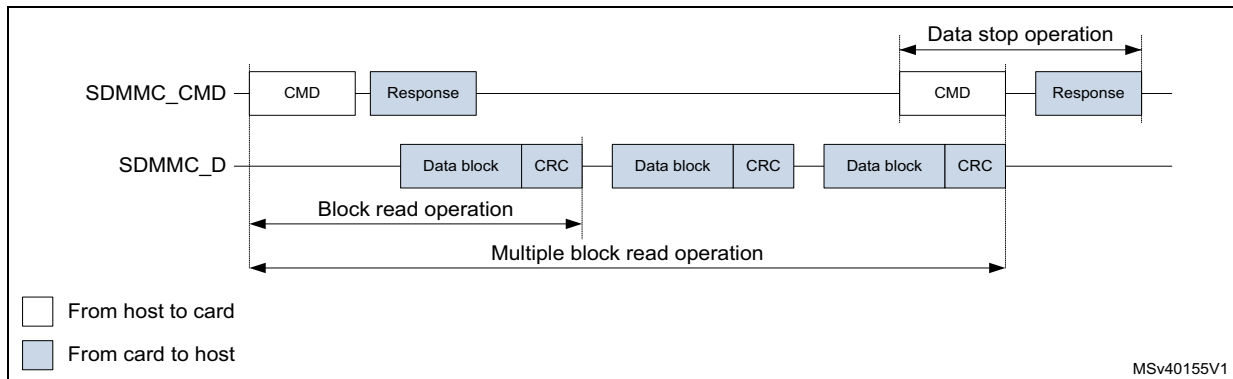 Data stop operation
SDMMC_CMD CMD Response CMD Response
SDMMC_D Data block CRC Data block CRC Data block CRC
Block read operation
Multiple block read operation
From host to card
From card to host
MSv40155V1